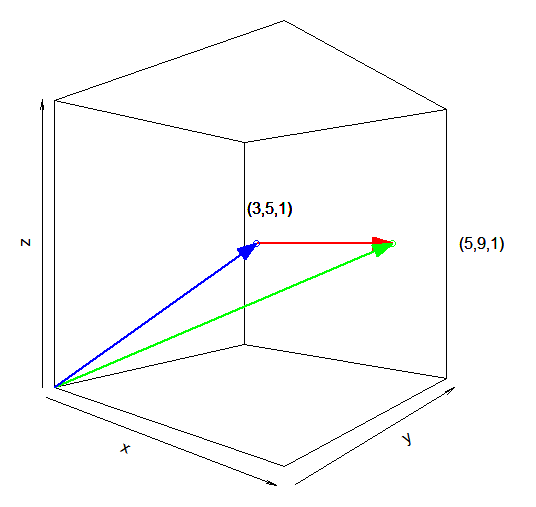 (3,5,1)
z
(5,9,1)
x
y